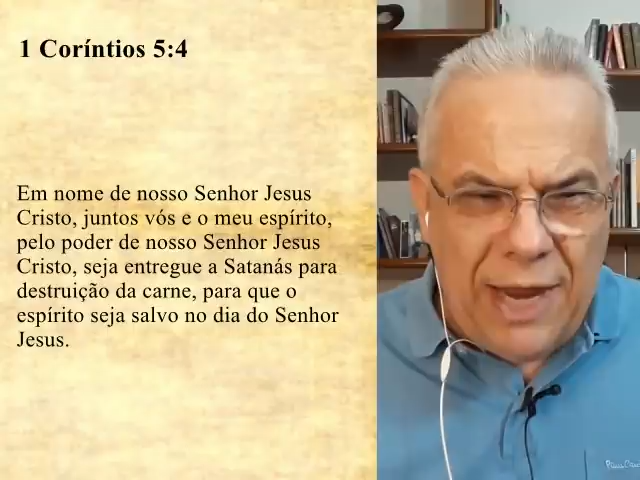 1 Coríntios 5:4
Em nome de nosso Senhor Jesus
Cristo, juntos vós e o meu espírito,
pelo poder de nosso Senhor Jesus
Cristo, seja entregue a Satanás para
destruição da carne, para que o
espírito seja salvo no dia do Senhor
Jesus.